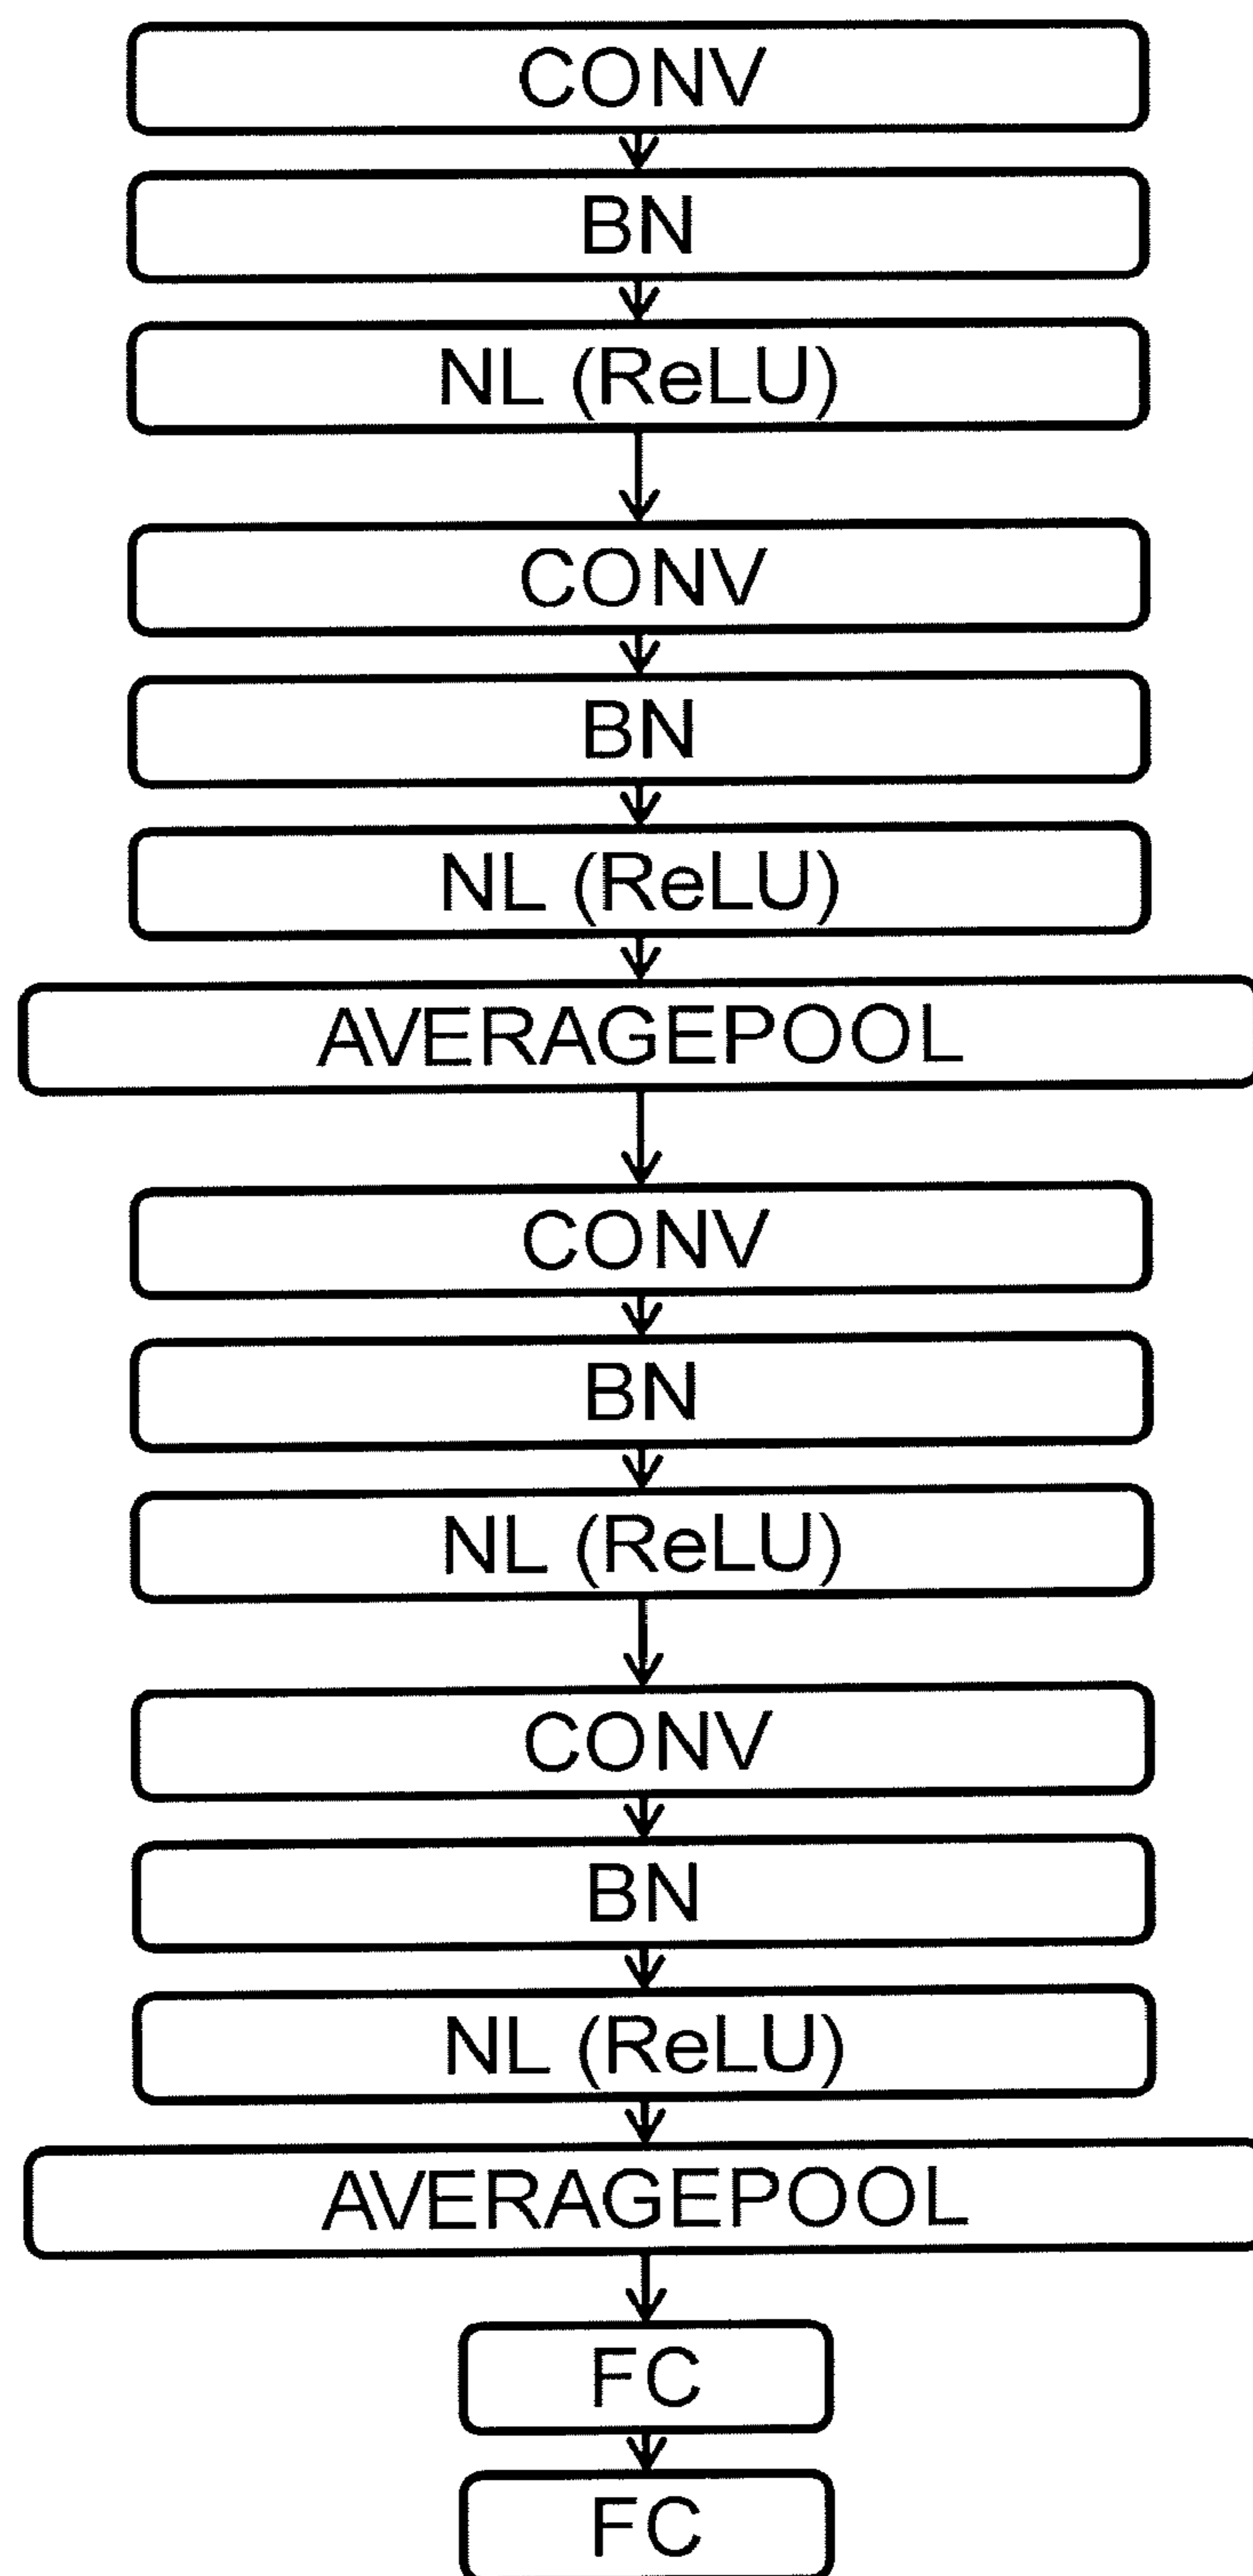 CONV
BN
NL (ReLU)
CONV
BN
NL (ReLU)
AVERAGEPOOL
CONV
BN
NL (ReLU)
CONV
BN
NL (ReLU)
AVERAGEPOOL
FC
FC